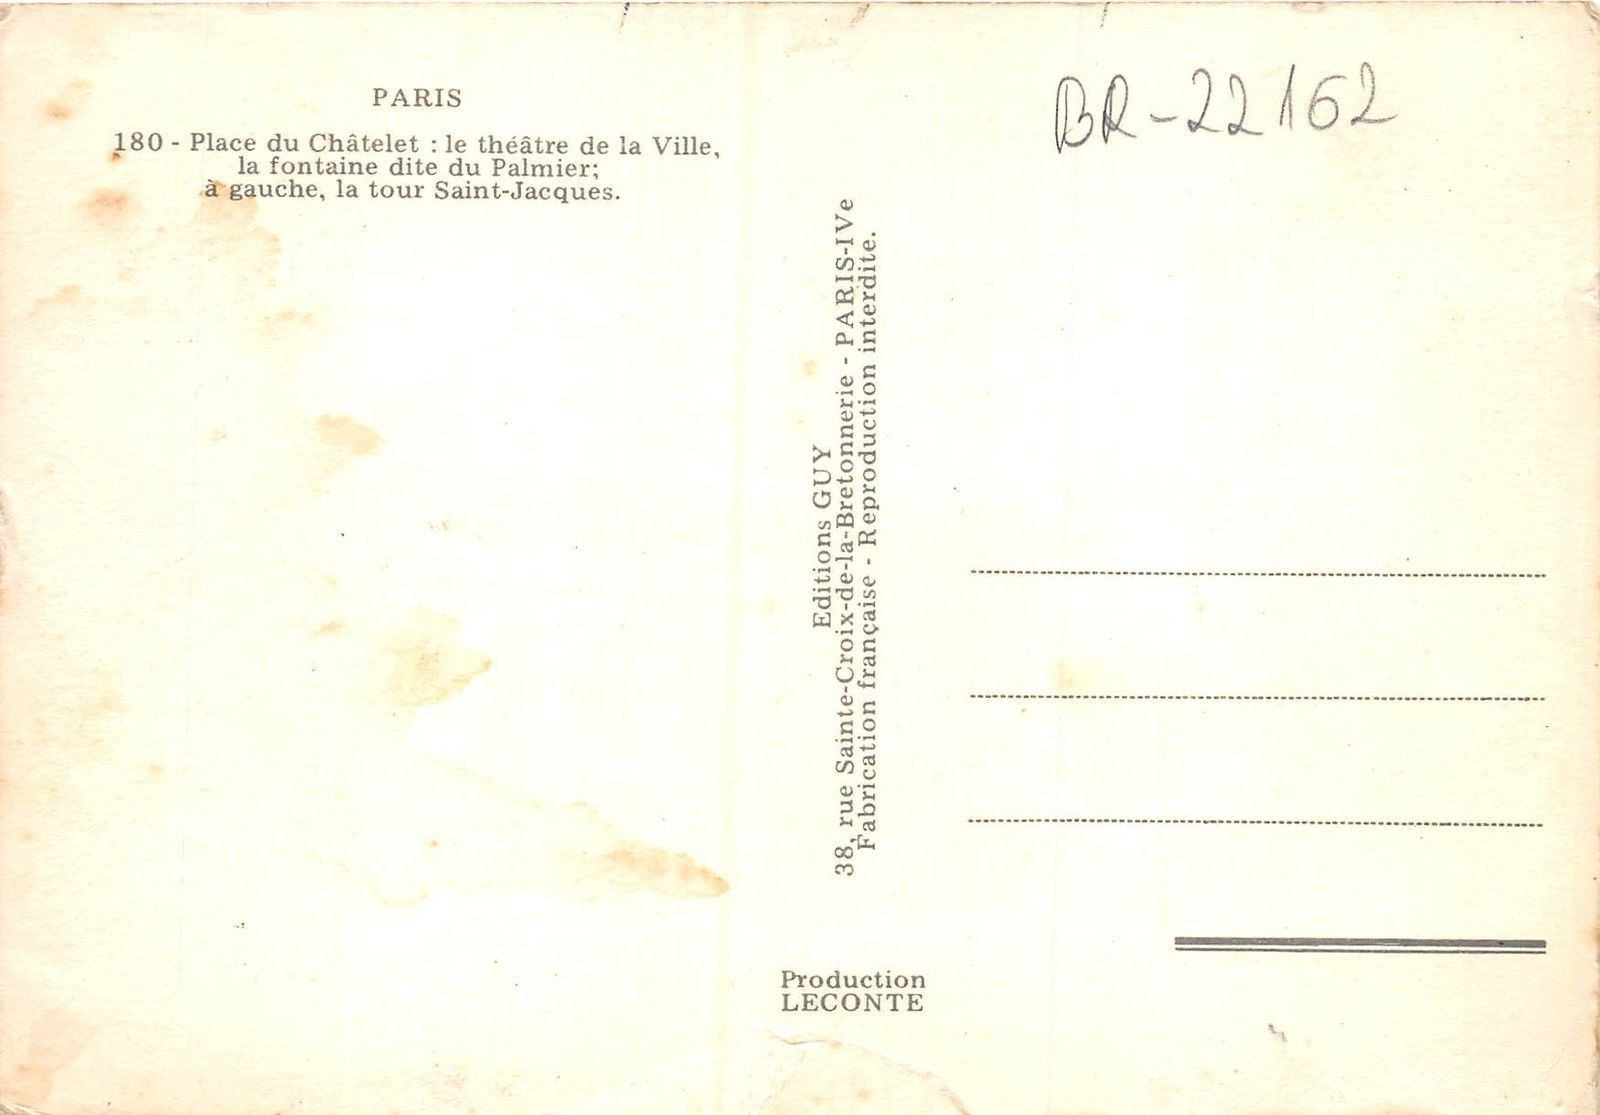 PARIS
180 - Place du Châtelet : le théâtre de la Ville,
la fontaine dite du Palmier;
à gauche, la tour Saint-Jacques.
Editions GUY
38, rue Sainte-Croix-de-la-Bretonnerie - PARIS-IVe
Fabrication française - Reproduction interdite.
BR-22162
Production
LECONTE